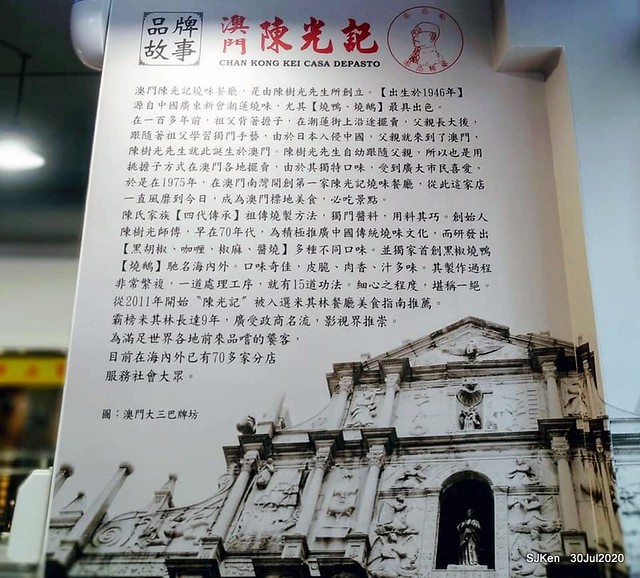 品牌
故事
澳門陳光記
CHAN KONG KEI CASA DEPASTO
澳門陳光記燒味餐廳，是由陳樹光先生所創立。【出生於1946年】
源自中國廣東新會潮蓮燒味，尤其【燒鴨、燒鵝】最具出色。
在一百多年前，祖父背著擔子，在潮蓮街上沿途擺賣，父親長大後，
跟隨著祖父學習獨門手藝，由於日本入侵中國，父親就來到了澳門，
陳樹光先生就此誕生於澳門。陳樹光先生自幼跟隨父親，所以也是用
挑擔子方式在澳門各地擺賣，由於其獨特口味，受到廣大市民喜愛，
於是在1975年，在澳門南灣開創第一家陳光記燒味餐廳，從此這家店
一直風靡到今日，成為澳門標地美食，必吃景點。
陳氏家族【四代傳承】祖傳燒製方法，獨門醬料，用料其巧。創始人
陳樹光師傅，早在70年代，為積極推廣中國傳統燒味文化，而研發出
【黑胡椒、咖喱、椒麻、醬燒】多種不同口味。並獨家首創黑椒燒鴨
【燒鵝】馳名海內外。口味奇佳，皮脆、肉香、汁多味。其製作過程
非常繁複，一道處理工序，就有15道功法。細心之程度，堪稱一絕。
從2011年開始〝陳光記〞被入選米其林餐廳美食指南推薦。
霸榜米其林長達9年，廣受政商名流，影視界推崇。
為滿足世界各地前來品嚐的饕客，
目前在海內外已有70多家分店
服務社會大眾。
圖：澳門大三巴牌坊
SJKen 30Jul2020